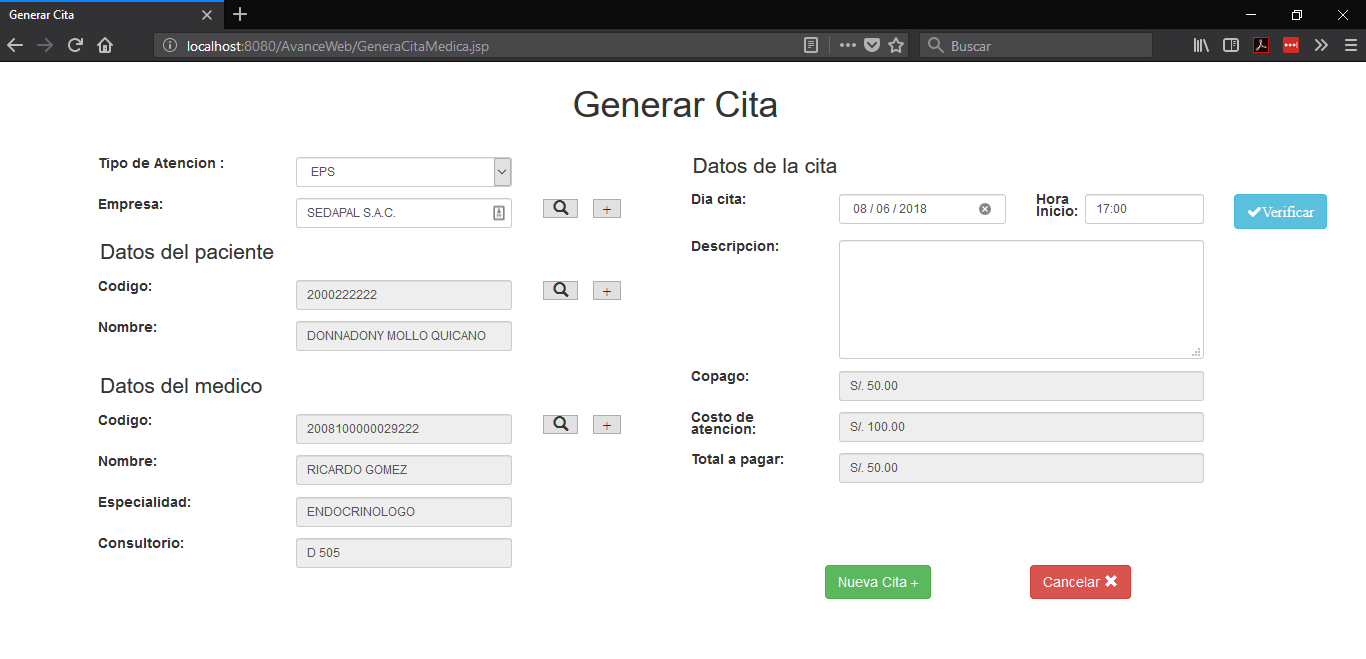 Generar Cita
localhost:8080/AvanceWeb/GeneraCitaMedica.jsp
Buscar
Generar Cita
Tipo de Atencion :
EPS
Empresa:
SEDAPAL S.A.C.
+
Datos del paciente
Codigo:
2000222222
+
Nombre:
DONNADONY MOLLO QUICANO
Datos del medico
Codigo:
2008100000029222
+
Nombre:
RICARDO GOMEZ
Especialidad:
ENDOCRINOLOGO
Consultorio:
D 505
Datos de la cita
Dia cita:
08 / 06 / 2018
Hora
Inicio:
17:00
Verificar
Descripcion:
Copago:
S/. 50.00
Costo de
atencion:
S/. 100.00
Total a pagar:
S/. 50.00
Nueva Cita +
Cancelar